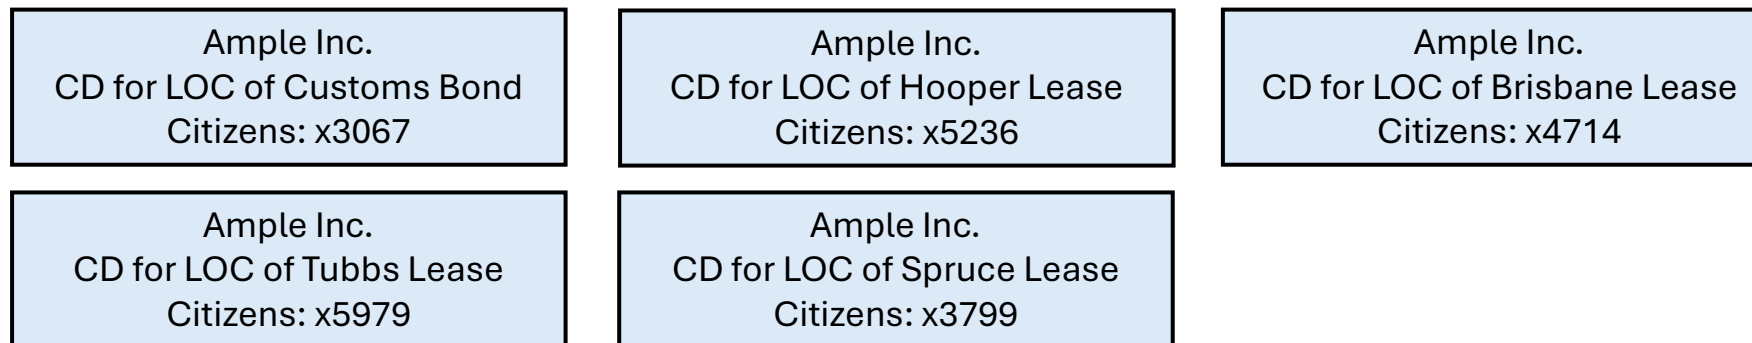 Ample Inc.
CD for LOC of Customs Bond
Citizens: x3067
Ample Inc.
CD for LOC of Hooper Lease
Citizens: x5236
Ample Inc.
CD for LOC of Brisbane Lease
Citizens: x4714
Ample Inc.
CD for LOC of Tubbs Lease
Citizens: x5979
Ample Inc.
CD for LOC of Spruce Lease
Citizens: x3799